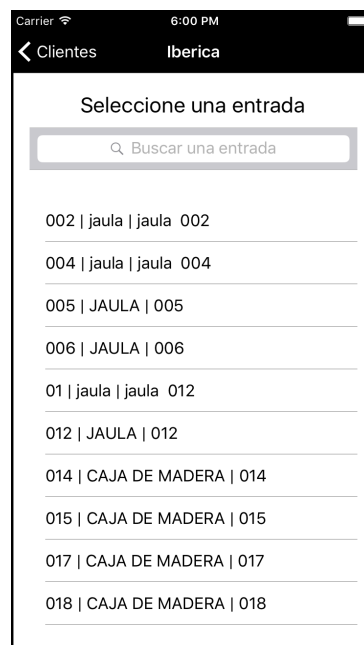 Carrier 6:00 PM
Clientes Iberica
Seleccione una entrada
Buscar una entrada
002 | jaula | jaula  002
004 | jaula | jaula  004
005 | JAULA | 005
006 | JAULA | 006
01 | jaula | jaula  012
012 | JAULA | 012
014 | CAJA DE MADERA | 014
015 | CAJA DE MADERA | 015
017 | CAJA DE MADERA | 017
018 | CAJA DE MADERA | 018